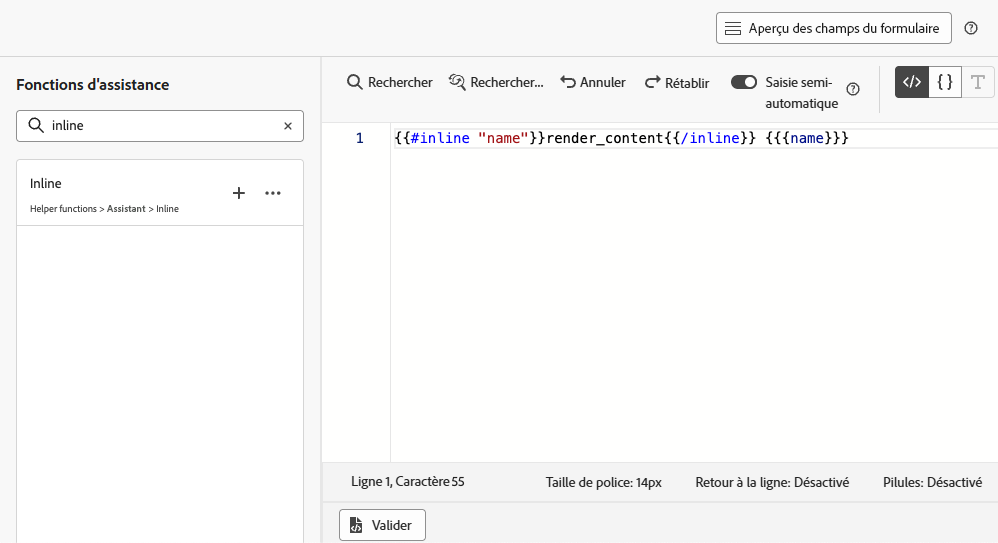 Aperçu des champs du formulaire
Fonctions d'assistance
inline
Inline
Helper functions > Assistant > Inline
Rechercher
Rechercher...
Annuler
Rétablir
Saisie semi-
automatique
1
{{#inline "name"}}render_content{{/inline}} {{{name}}}
Ligne 1, Caractère 55
Taille de police: 14px
Retour à la ligne: Désactivé
Pilules: Désactivé
Valider